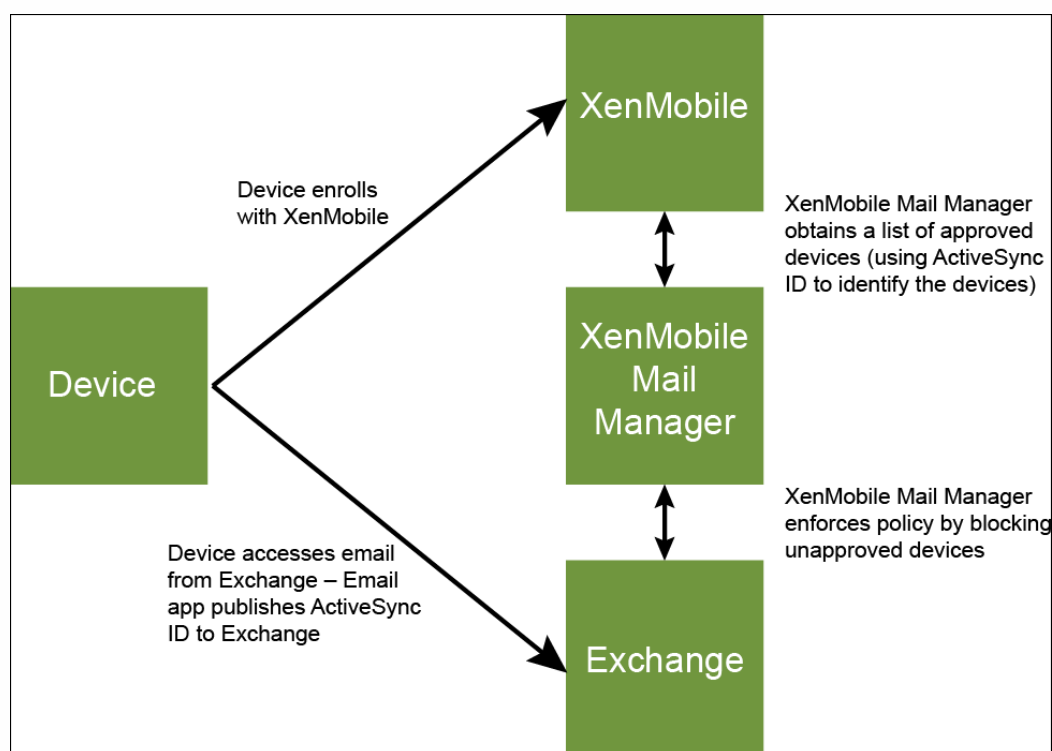 XenMobile
Device enrolls
with XenMobile
XenMobile Mail Manager
obtains a list of approved
devices (using ActiveSync
ID to identify the devices)
Device
XenMobile
Mail
Manager
XenMobile Mail Manager
enforces policy by blocking
unapproved devices
Device accesses email
from Exchange – Email
app publishes ActiveSync
ID to Exchange
Exchange